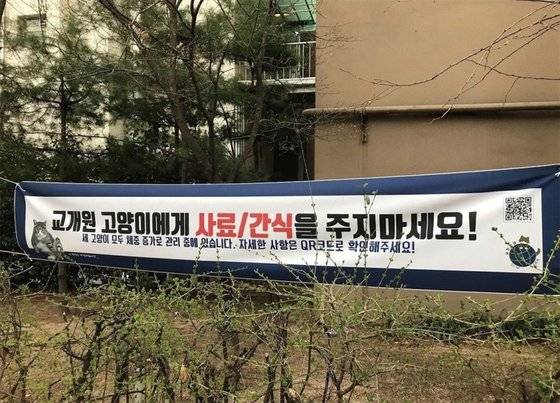 교개원 고양이에게 사료/간식을 주지마세요!
세 고양이 모두 체중 증가로 관리 중에 있습니다. 자세한 사항은 QR코드로 확인해주세요!